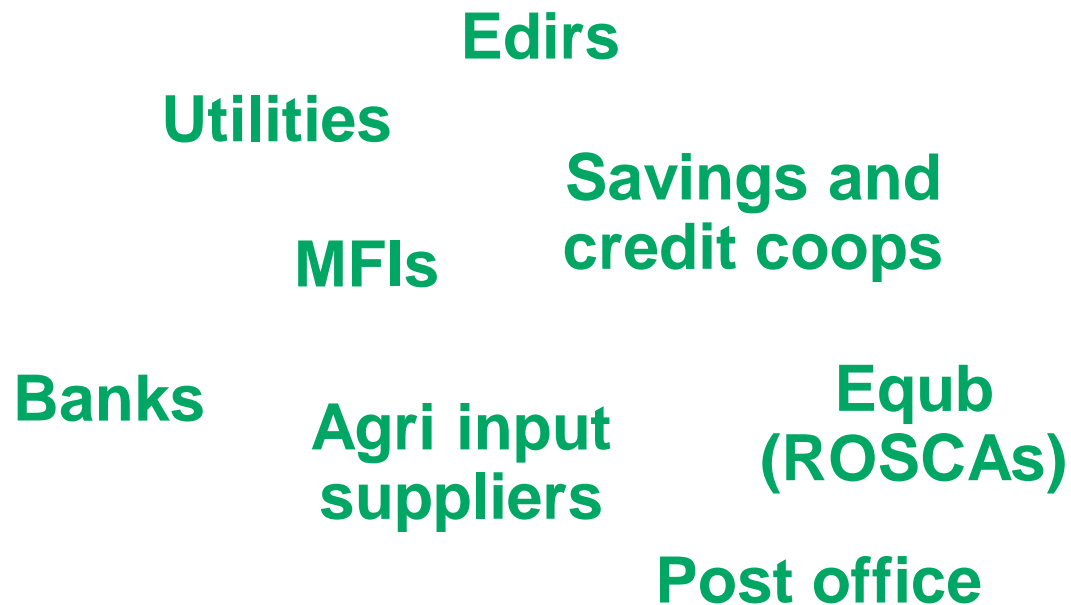 Edirs
Utilities
Savings and
credit coops
MFIs
Banks
Agri input
suppliers
Equb
(ROSCAs)
Post office